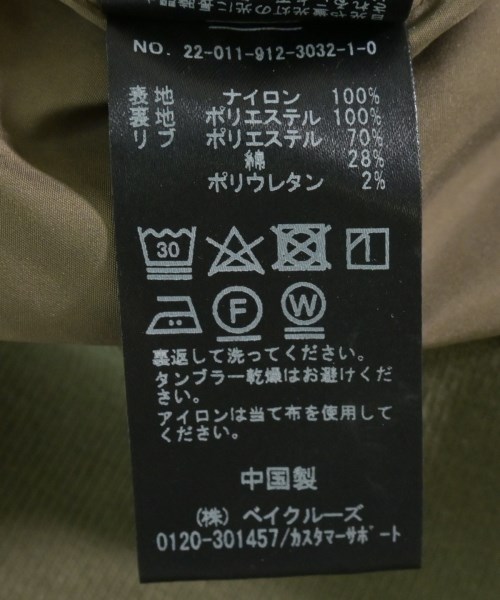 NO. 22-011-912-3032-1-0
表地 ナイロン 100%
裏地 ポリエステル 100%
リブ ポリエステル 70%
綿 28%
ポリウレタン 2%
30
F W
裏返して洗ってください。
タンブラー乾燥はお避けくだ
さい。
アイロンは当て布を使用して
ください。
中国製
(株) ベイクルーズ
0120-301457/カスタマーサポート